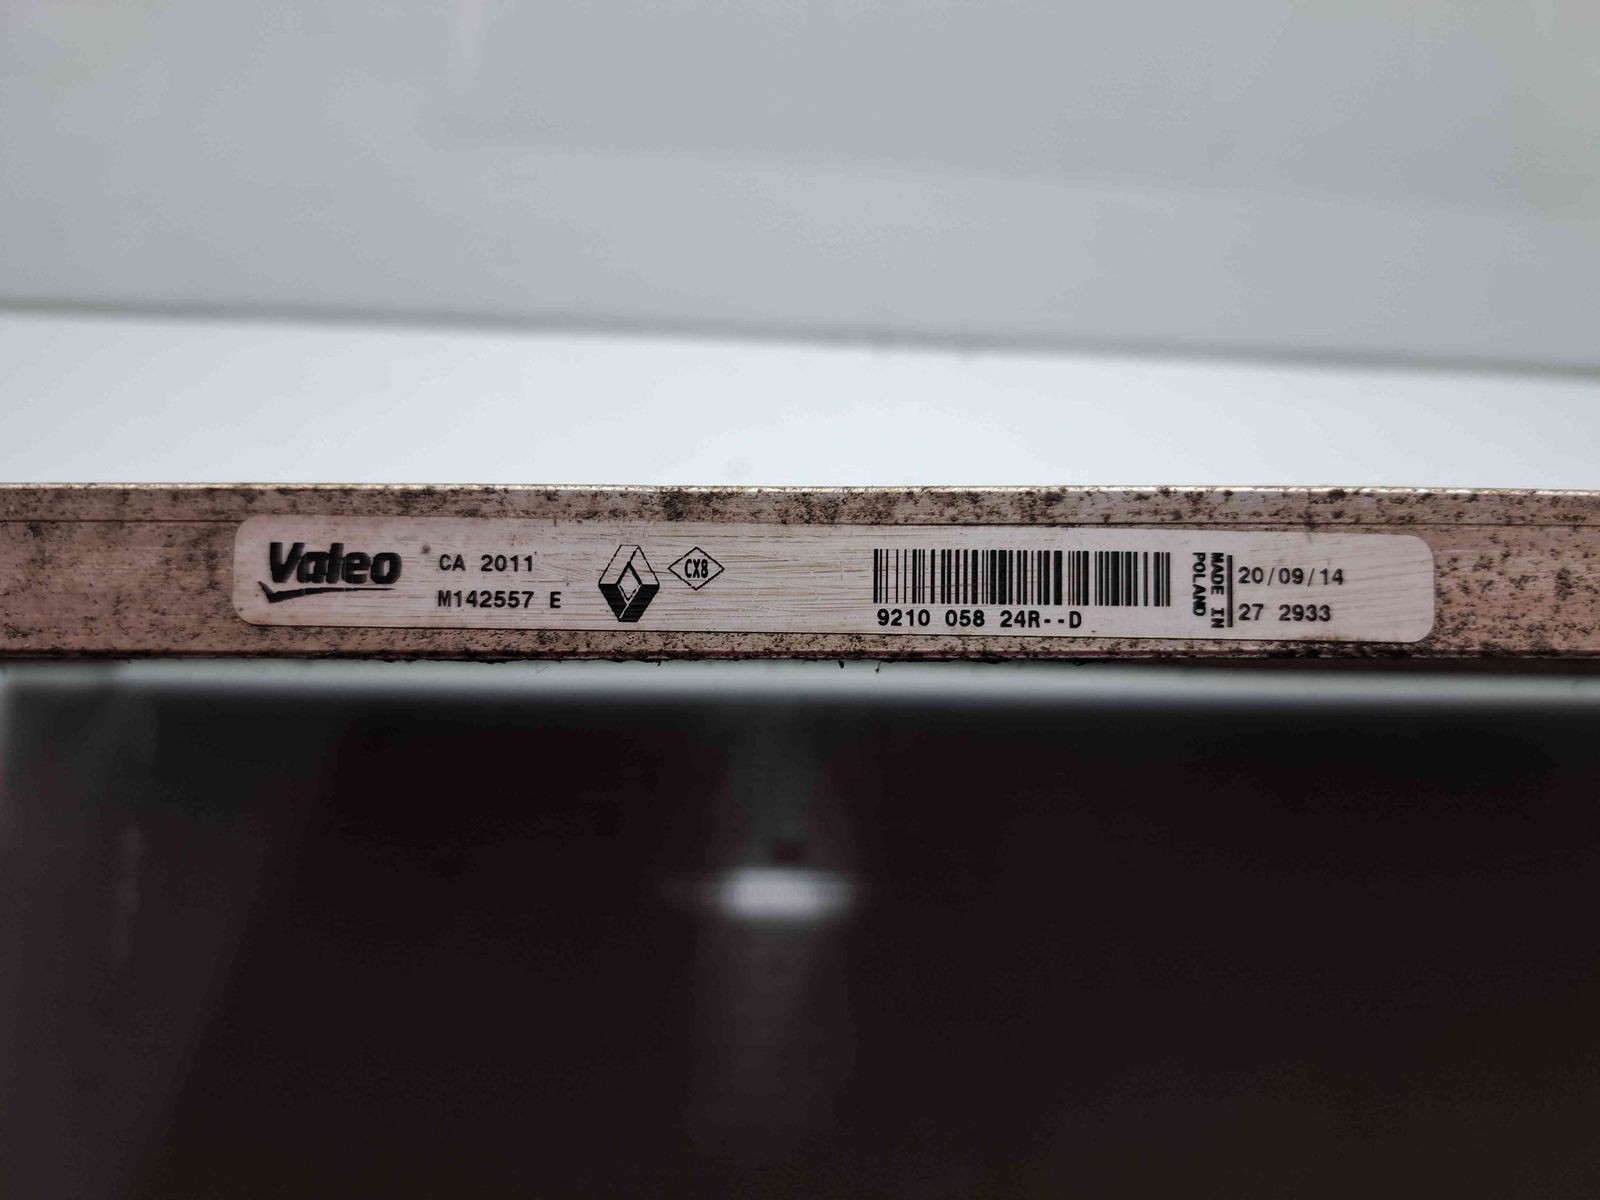 Valeo
CA 2011
M142557 E
CX8
9210 058 24R--D
MADE IN
POLAND
20/09/14
27 2933